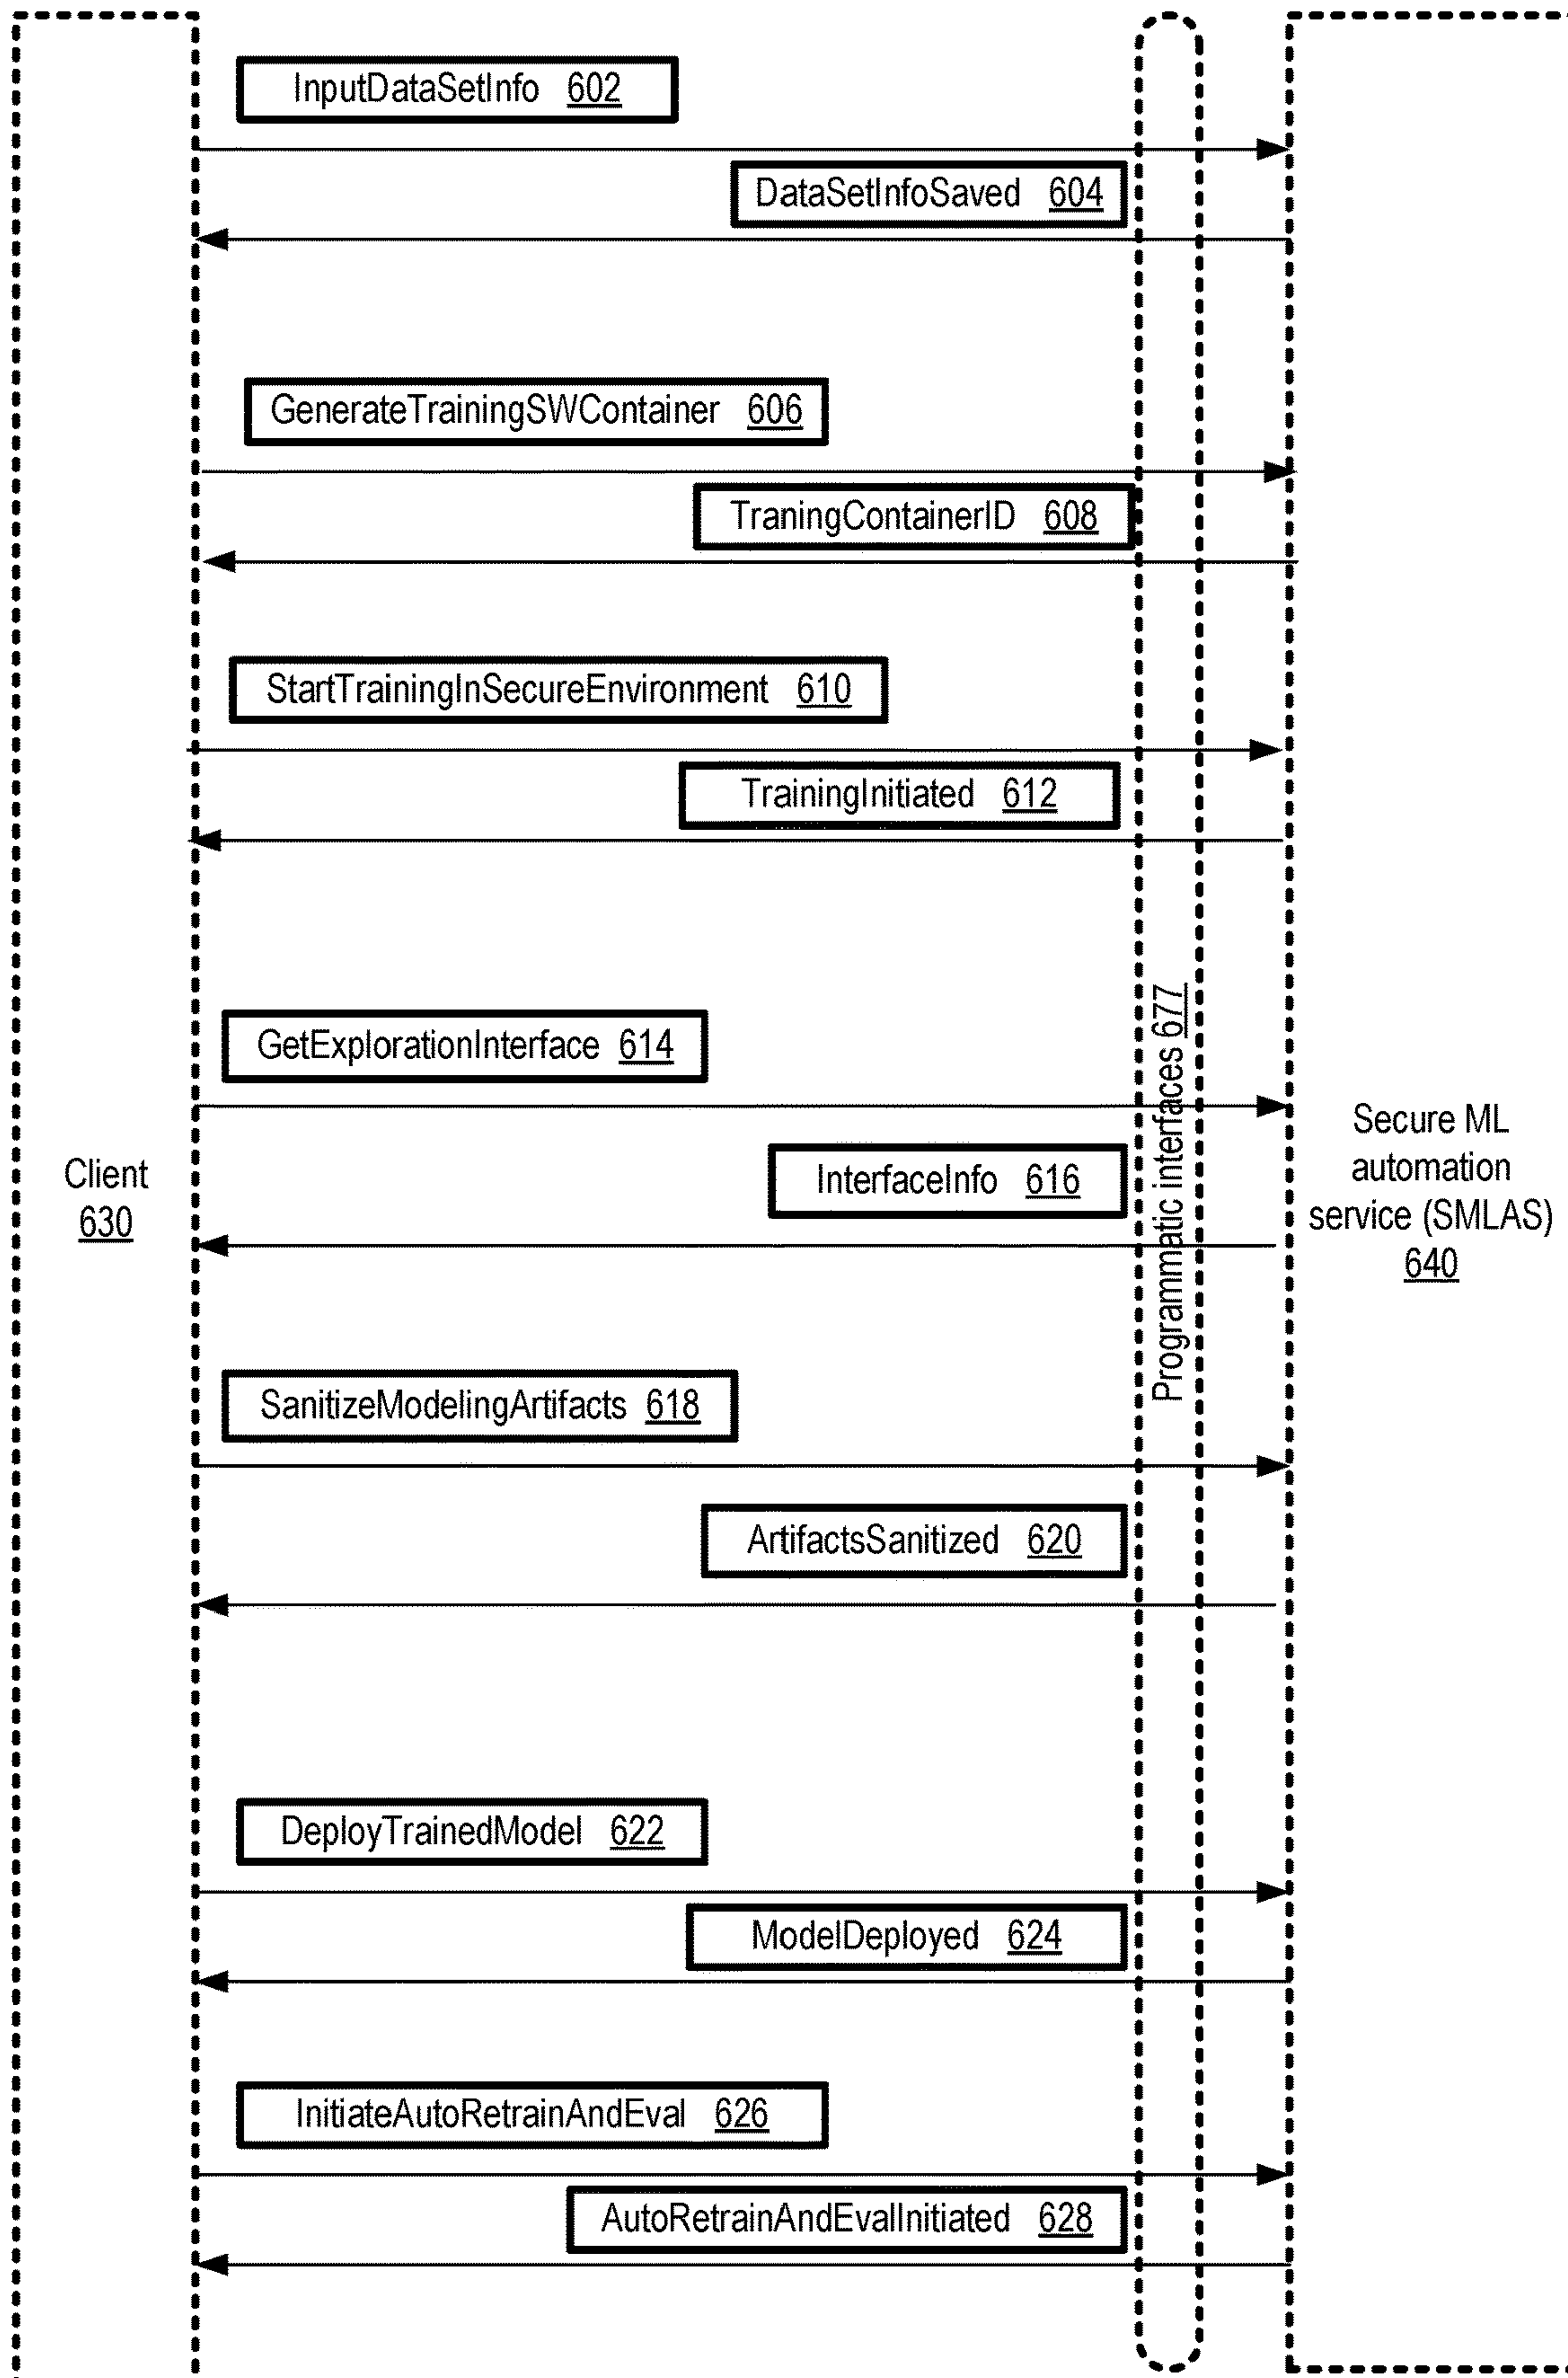 InputDataSetInfo 602
DataSetInfoSaved 604
GenerateTrainingSWContainer 606
TraningContainerID 608
StartTrainingInSecureEnvironment 610
TrainingInitiated 612
GetExplorationInterface 614
InterfaceInfo 616
Client
630
Programmatic interfaces 677
Secure ML
automation
service (SMLAS)
640
SanitizeModelingArtifacts 618
ArtifactsSanitized 620
DeployTrainedModel 622
ModelDeployed 624
InitiateAutoRetrainAndEval 626
AutoRetrainAndEvalInitiated 628